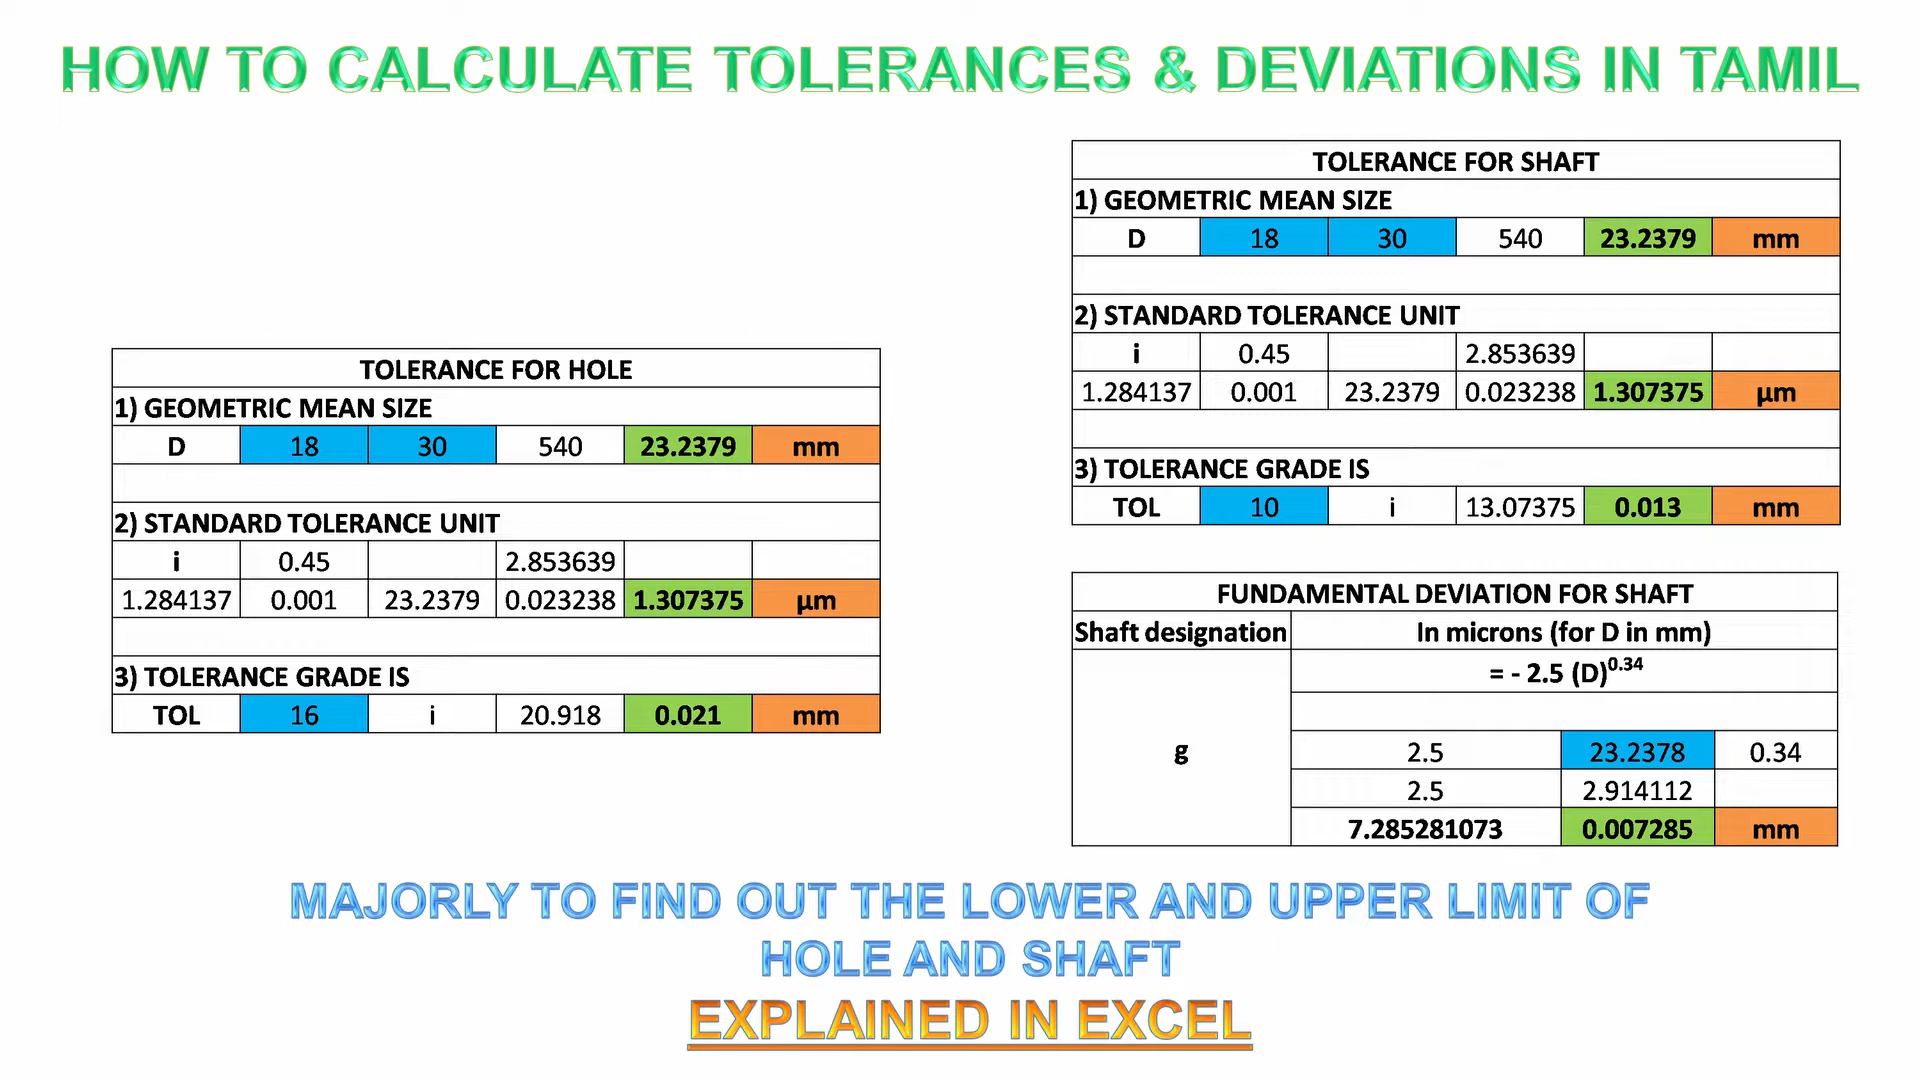 HOW TO CALCULATE TOLERANCES & DEVIATIONS IN TAMIL
TOLERANCE FOR HOLE
1) GEOMETRIC MEAN SIZE
D 18 30 540 23.2379 mm
2) STANDARD TOLERANCE UNIT
i 0.45 2.853639
1.284137 0.001 23.2379 0.023238 1.307375 µm
3) TOLERANCE GRADE IS
TOL 16 i 20.918 0.021 mm
TOLERANCE FOR SHAFT
1) GEOMETRIC MEAN SIZE
D 18 30 540 23.2379 mm
2) STANDARD TOLERANCE UNIT
i 0.45 2.853639
1.284137 0.001 23.2379 0.023238 1.307375 µm
3) TOLERANCE GRADE IS
TOL 10 i 13.07375 0.013 mm
FUNDAMENTAL DEVIATION FOR SHAFT
Shaft designation In microns (for D in mm)
= - 2.5 (D)^0.34
g 2.5 23.2378 0.34
2.5 2.914112
7.285281073 0.007285 mm
MAJORLY TO FIND OUT THE LOWER AND UPPER LIMIT OF
HOLE AND SHAFT
EXPLAINED IN EXCEL